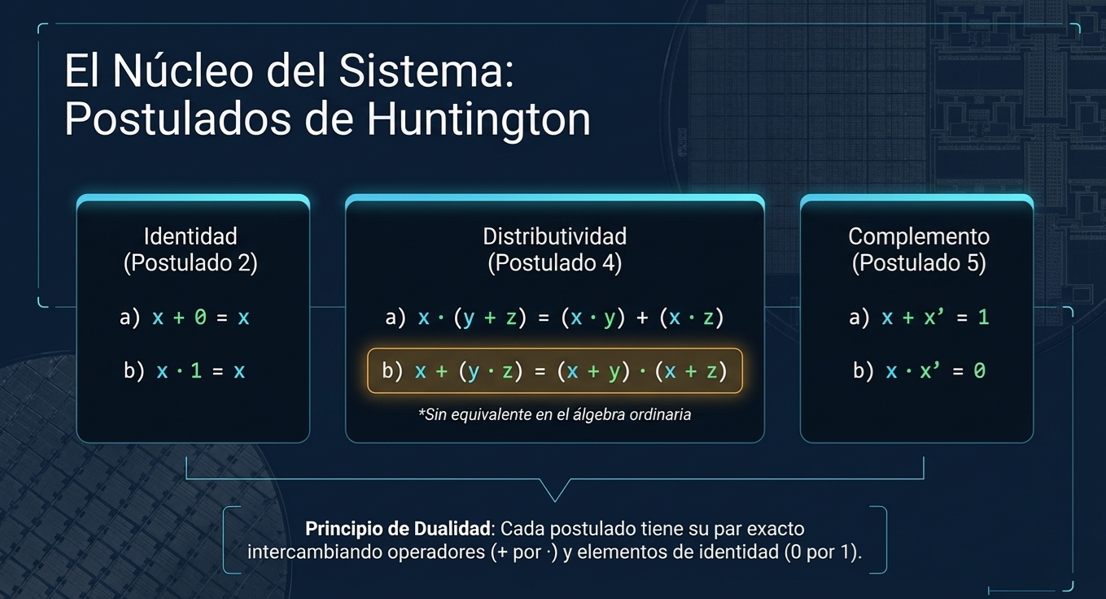 El Núcleo del Sistema:
Postulados de Huntington
Identidad
(Postulado 2)
a) x + 0 = x
b) x · 1 = x
Distributividad
(Postulado 4)
a) x · (y + z) = (x · y) + (x · z)
b) x + (y · z) = (x + y) · (x + z)
*Sin equivalente en el álgebra ordinaria
Complemento
(Postulado 5)
a) x + x’ = 1
b) x · x’ = 0
Principio de Dualidad: Cada postulado tiene su par exacto
intercambiando operadores (+ por ·) y elementos de identidad (0 por 1).